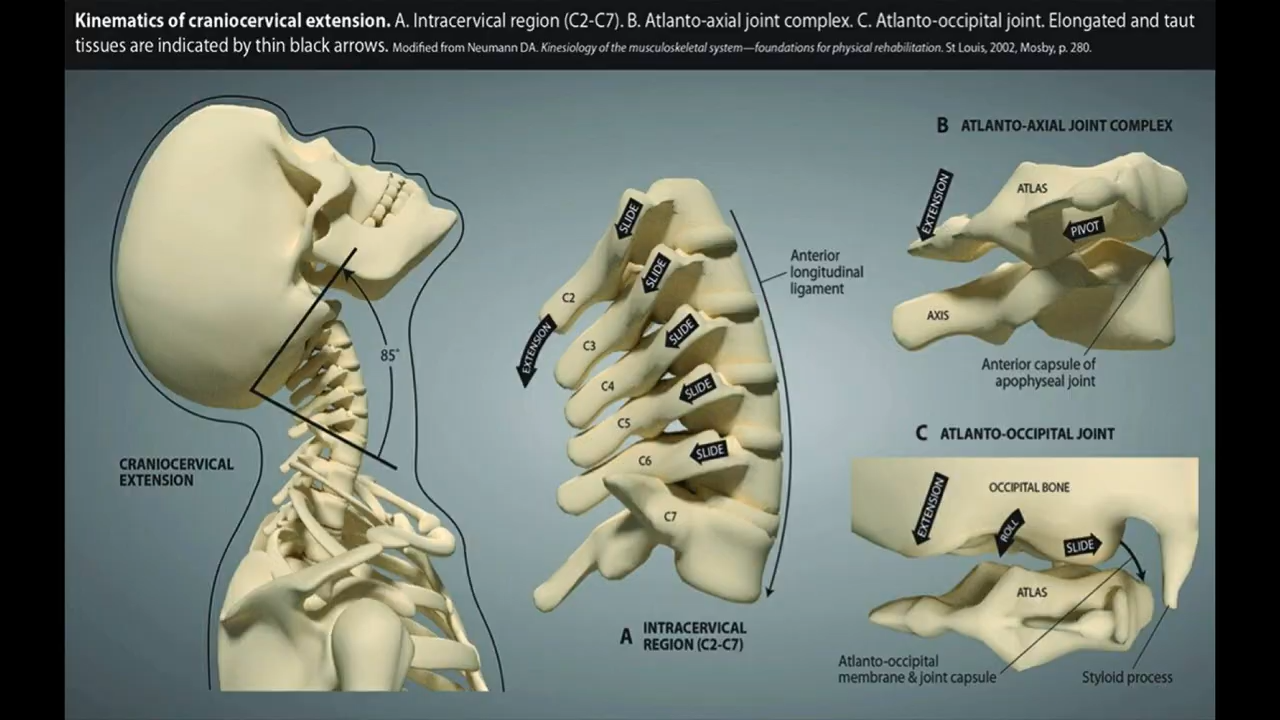 Kinematics of craniocervical extension. A. Intracervical region (C2-C7). B. Atlanto-axial joint complex. C. Atlanto-occipital joint. Elongated and taut
tissues are indicated by thin black arrows. Modified from Neumann DA. Kinesiology of the musculoskeletal system—foundations for physical rehabilitation. St Louis, 2002, Mosby, p. 280.
85°
CRANIOCERVICAL
EXTENSION
SLIDE
SLIDE
SLIDE
SLIDE
SLIDE
EXTENSION
C2
C3
C4
C5
C6
C7
Anterior
longitudinal
ligament
A INTRACERVICAL
REGION (C2-C7)
B ATLANTO-AXIAL JOINT COMPLEX
EXTENSION
ATLAS
PIVOT
AXIS
Anterior capsule of
apophyseal joint
C ATLANTO-OCCIPITAL JOINT
OCCIPITAL BONE
EXTENSION
ROLL
SLIDE
ATLAS
Atlanto-occipital
membrane & joint capsule
Styloid process